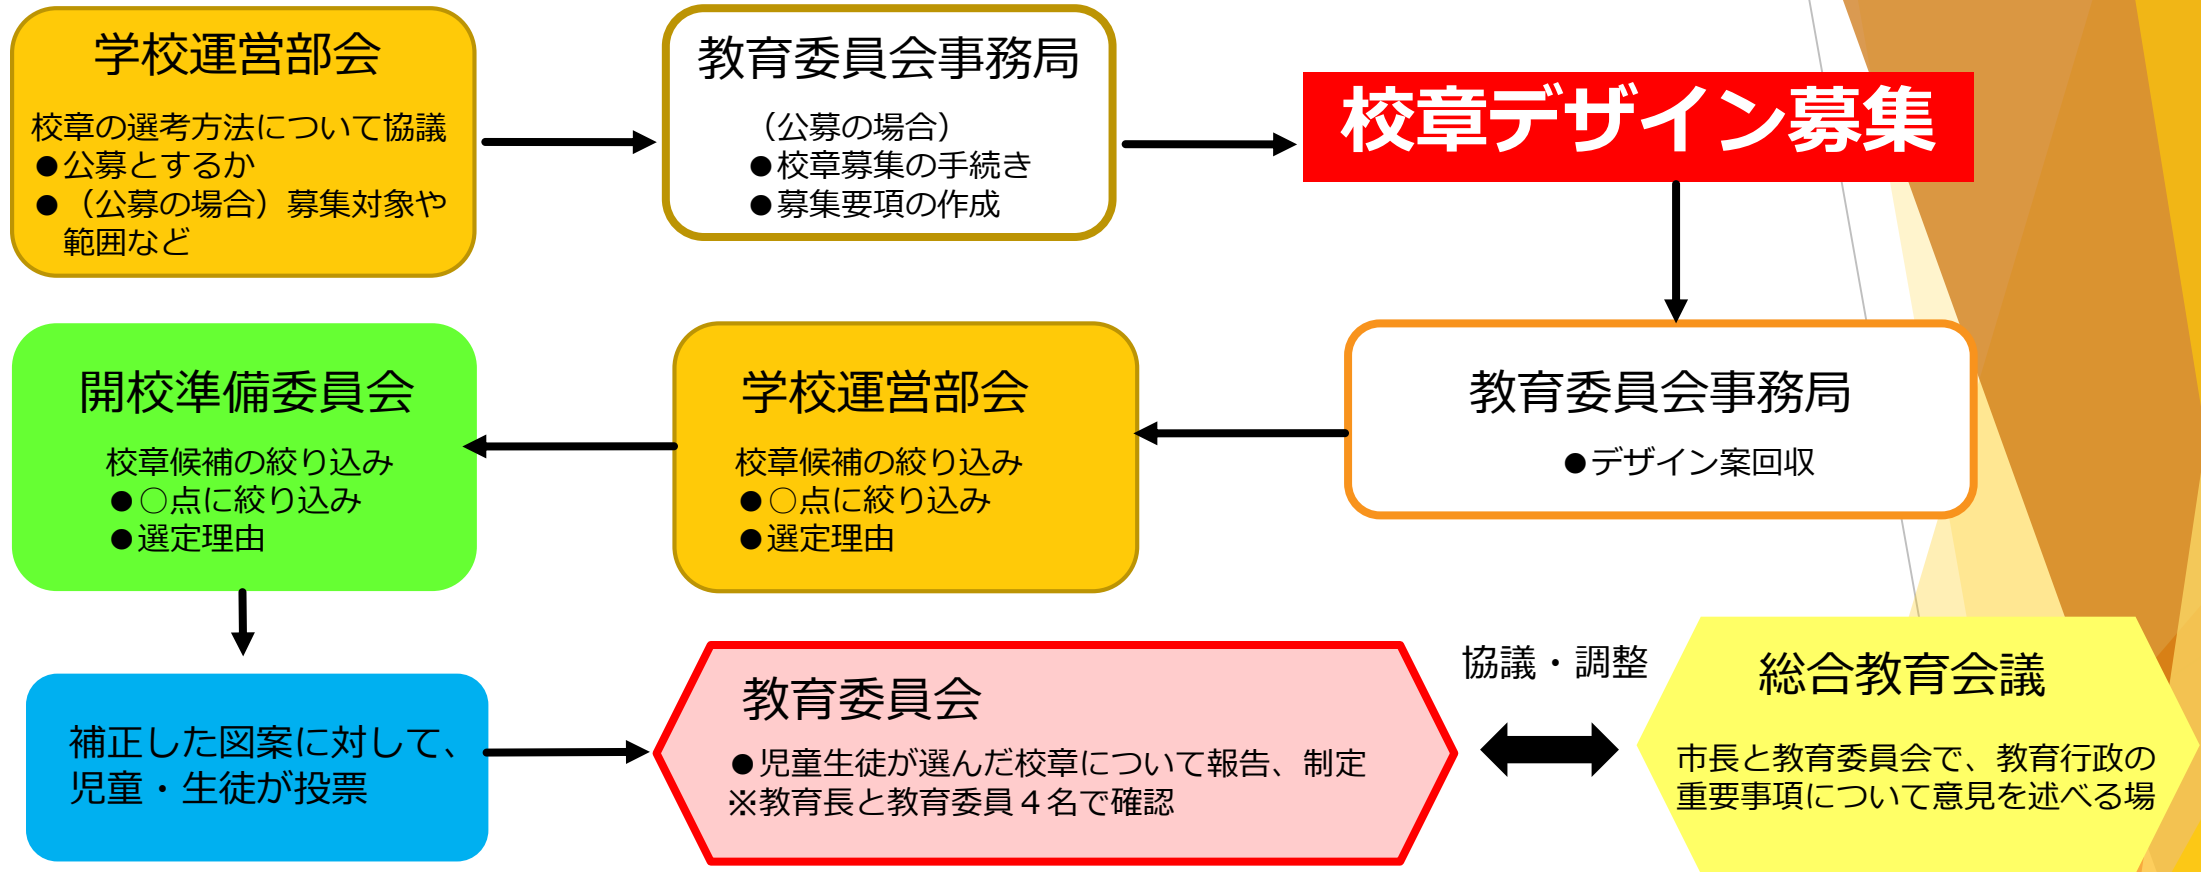 学校運営部会
校章の選考方法について協議
●公募とするか
●（公募の場合）募集対象や
範囲など
教育委員会事務局
（公募の場合）
●校章募集の手続き
●募集要項の作成
校章デザイン募集
教育委員会事務局
●デザイン案回収
学校運営部会
校章候補の絞り込み
●○点に絞り込み
●選定理由
開校準備委員会
校章候補の絞り込み
●○点に絞り込み
●選定理由
補正した図案に対して、
児童・生徒が投票
教育委員会
●児童生徒が選んだ校章について報告、制定
※教育長と教育委員４名で確認
協議・調整
総合教育会議
市長と教育委員会で、教育行政の
重要事項について意見を述べる場